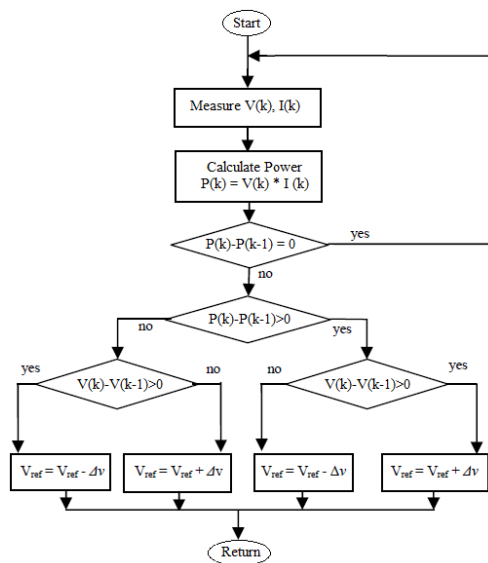 Start
Measure V(k), I(k)
Calculate Power
P(k) = V(k) * I (k)
P(k)-P(k-1) = 0
yes
no
P(k)-P(k-1)>0
no
yes
yes
V(k)-V(k-1)>0
no
no
V(k)-V(k-1)>0
yes
Vref = Vref - Δv
Vref = Vref + Δv
Vref = Vref - Δv
Vref = Vref + Δv
Return